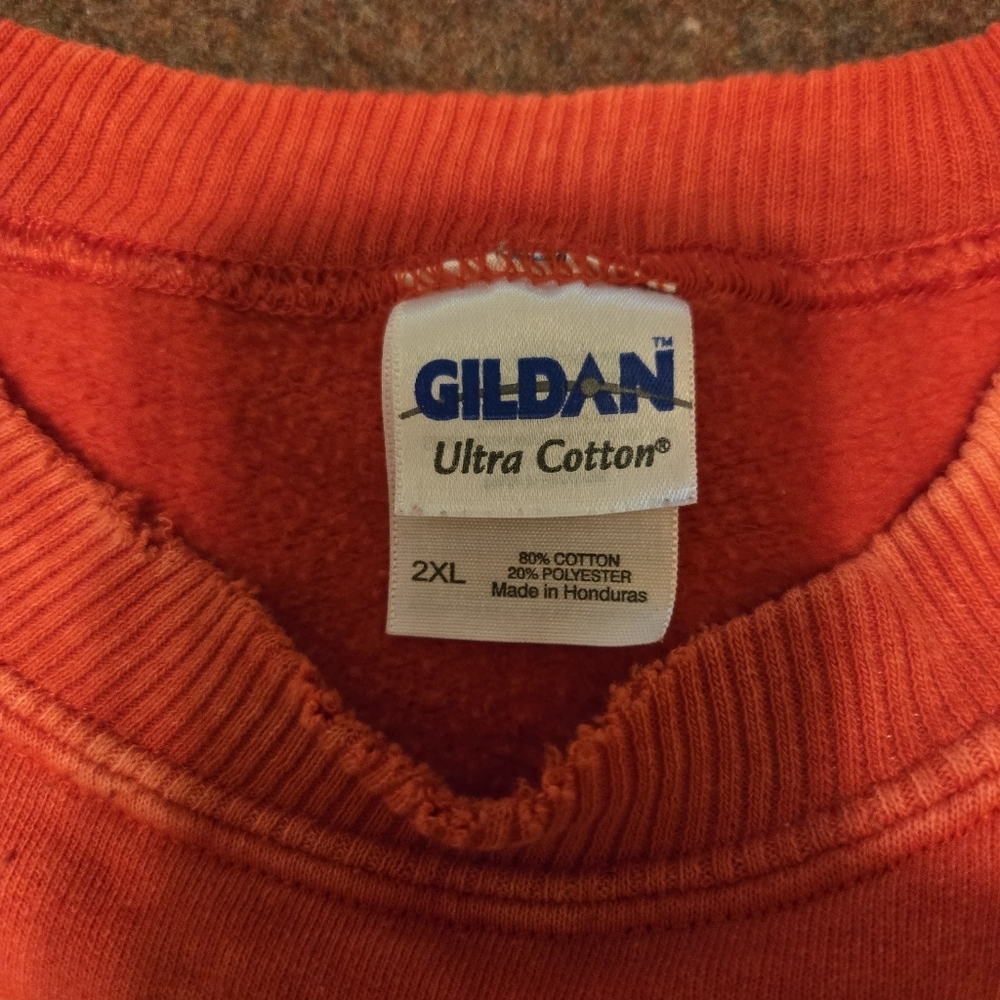 GILDAN™
Ultra Cotton®
2XL
80% COTTON
20% POLYESTER
Made in Honduras